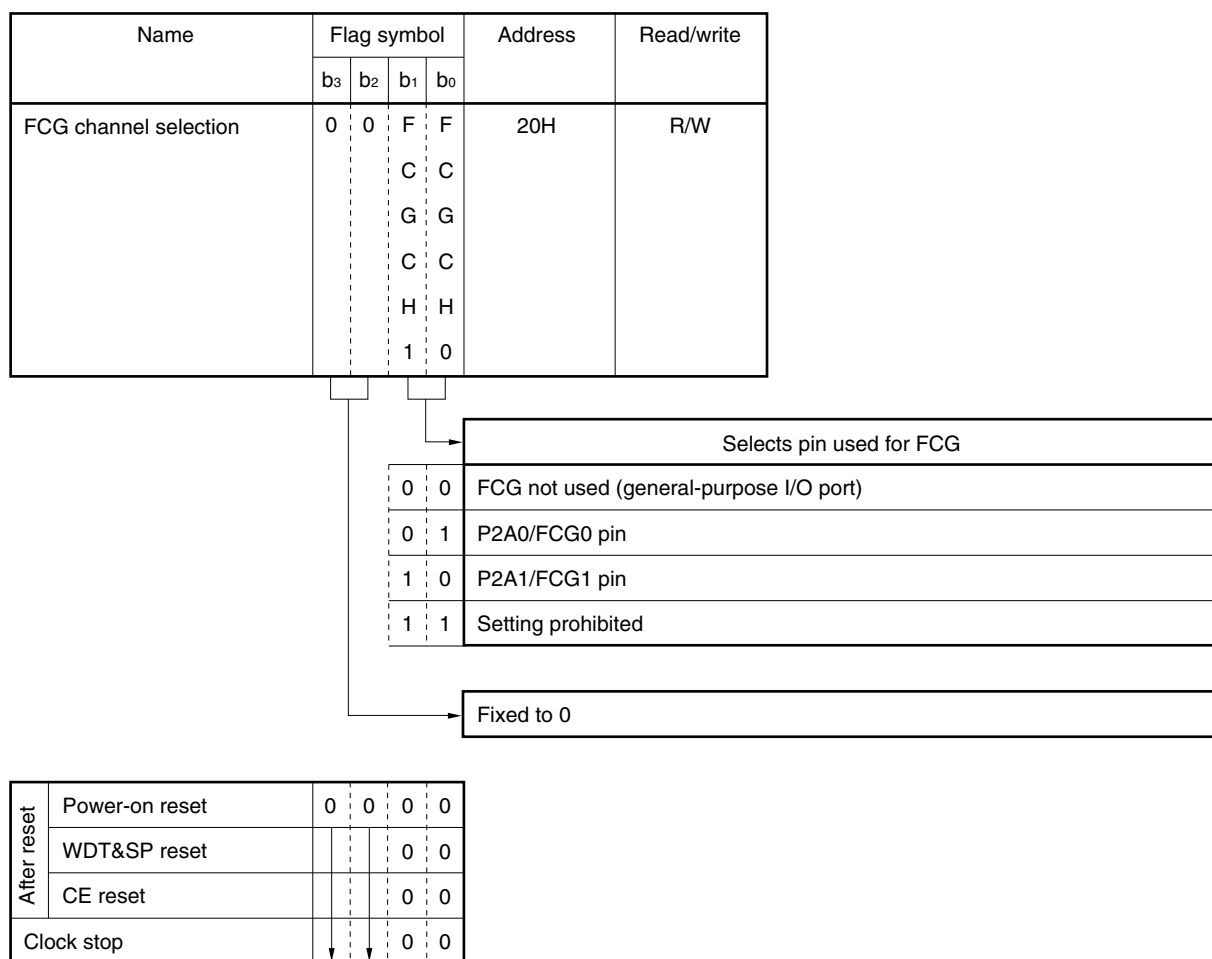 Name Flag symbol Address Read/write
b3 b2 b1 b0
FCG channel selection 0 0 F F 20H R/W
C C
G G
C C
H H
1 0
Selects pin used for FCG
0 0 FCG not used (general-purpose I/O port)
0 1 P2A0/FCG0 pin
1 0 P2A1/FCG1 pin
1 1 Setting prohibited
Fixed to 0
After reset
Power-on reset 0 0 0 0
WDT&SP reset 0 0
CE reset 0 0
Clock stop 0 0